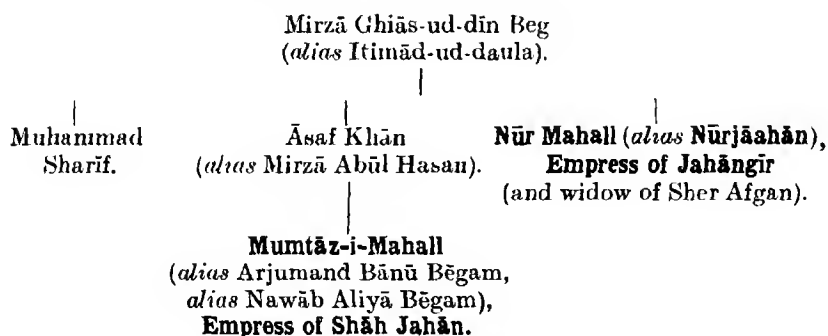 Mirzā Ghiās-ud-dīn Beg
(alias Itimād-ud-daula).
Muhammad
Sharīf.
Āsaf Khān
(alias Mirzā Abūl Hasan).
Nūr Mahall (alias Nūrjāahān),
Empress of Jahāngīr
(and widow of Sher Afgan).
Mumtāz-i-Mahall
(alias Arjumand Bānū Bēgam,
alias Nawāb Aliyā Bēgam),
Empress of Shāh Jahān.